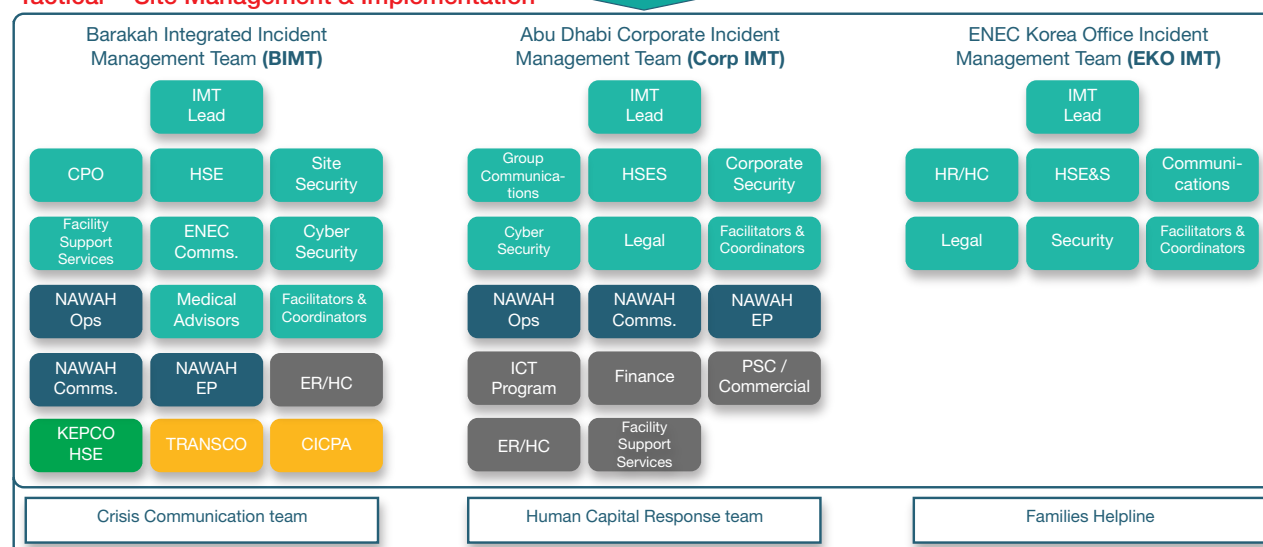 Tactical – Site Management & Implementation
Barakah Integrated Incident
Management Team (BIMT)
IMT
Lead
CPO
HSE
Site
Security
Facility
Support
Services
ENEC
Comms.
Cyber
Security
NAWAH
Ops
Medical
Advisors
Facilitators &
Coordinators
NAWAH
Comms.
NAWAH
EP
ER/HC
KEPCO
HSE
TRANSCO
CICPA
Abu Dhabi Corporate Incident
Management Team (Corp IMT)
IMT
Lead
Group
Communica-
tions
HSES
Corporate
Security
Cyber
Security
Legal
Facilitators &
Coordinators
NAWAH
Ops
NAWAH
Comms.
NAWAH
EP
ICT
Program
Finance
PSC /
Commercial
ER/HC
Facility
Support
Services
ENEC Korea Office Incident
Management Team (EKO IMT)
IMT
Lead
HR/HC
HSE&S
Communi-
cations
Legal
Security
Facilitators &
Coordinators
Crisis Communication team
Human Capital Response team
Families Helpline